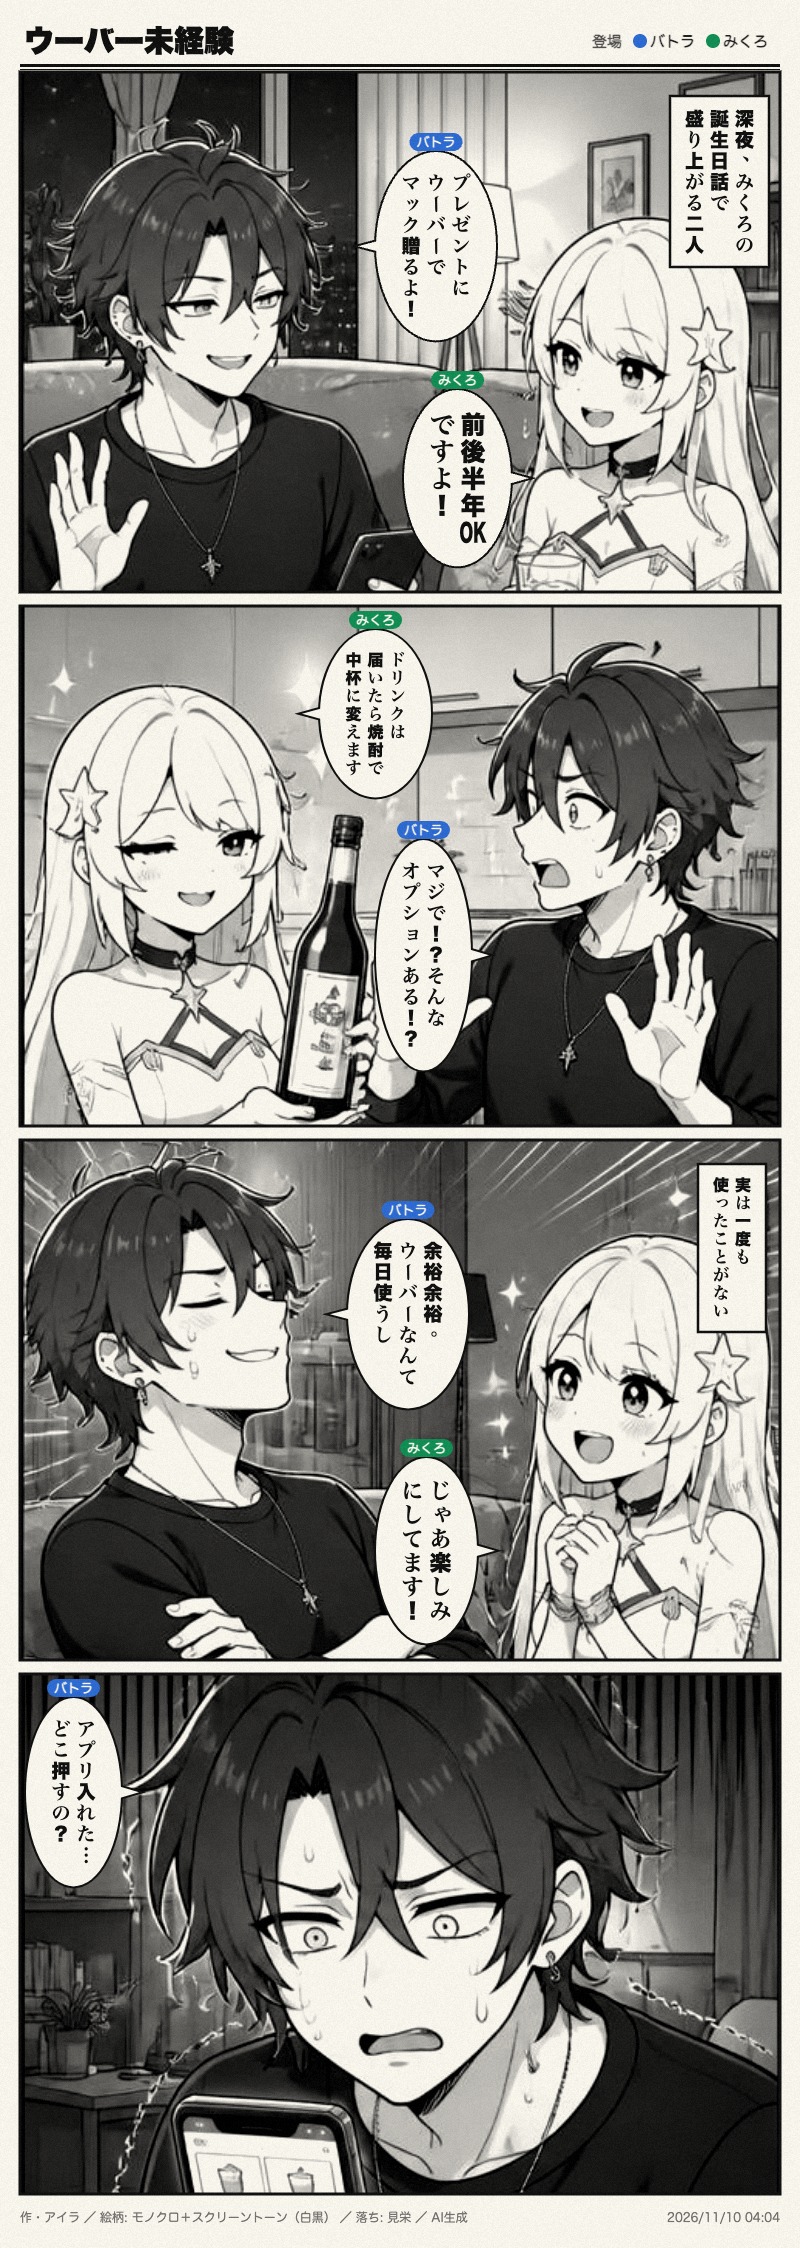 ウーバー未経験
登場 バトラ みくろ
深夜、みくろの
誕生日話で
盛り上がる二人
バトラ
プレゼントに
ウーバーで
マック贈るよ！
みくろ
前後半年OK
ですよ！
みくろ
ドリンクは
届いたら焼酎で
中杯に変えます
バトラ
マジで！？そんな
オプションある！？
実は一度も
使ったことがない
バトラ
余裕余裕。
ウーバーなんて
毎日使うし
みくろ
じゃあ楽しみ
にしてます！
バトラ
アプリ入れた…
どこ押すの？
作・アイラ ／ 絵柄: モノクロ＋スクリーントーン（白黒） ／ 落ち: 見栄 ／ AI生成
2026/11/10 04:04